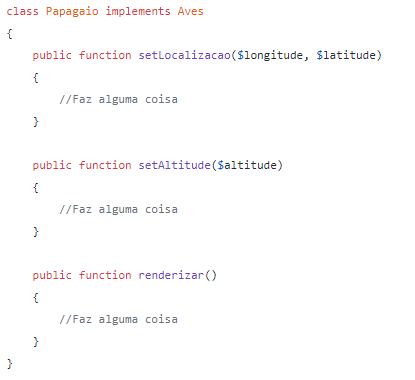 class Papagaio implements Aves
{
    public function setLocalizacao($longitude, $latitude)
    {
        //Faz alguma coisa
    }

    public function setAltitude($altitude)
    {
        //Faz alguma coisa
    }

    public function renderizar()
    {
        //Faz alguma coisa
    }
}